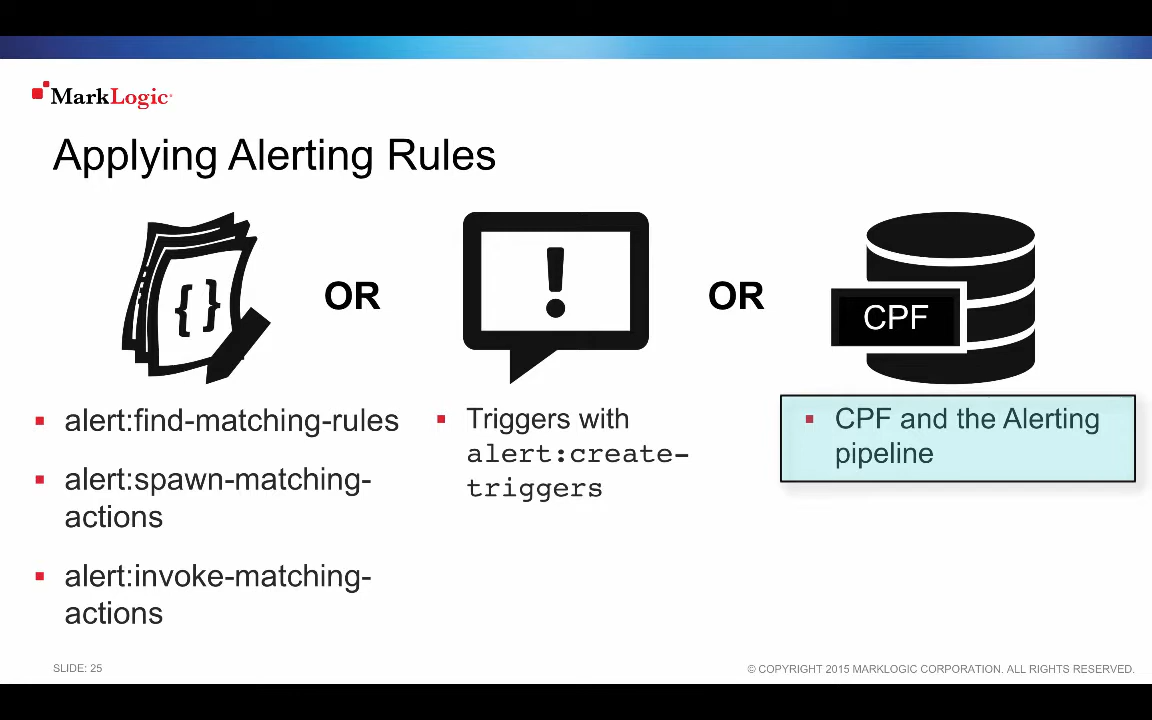 MarkLogic
Applying Alerting Rules
{ }
OR
!
OR
CPF
▪ alert:find-matching-rules
▪ alert:spawn-matching-
actions
▪ alert:invoke-matching-
actions
▪ Triggers with
alert:create-
triggers
▪ CPF and the Alerting
pipeline
SLIDE: 25
© COPYRIGHT 2015 MARKLOGIC CORPORATION. ALL RIGHTS RESERVED.